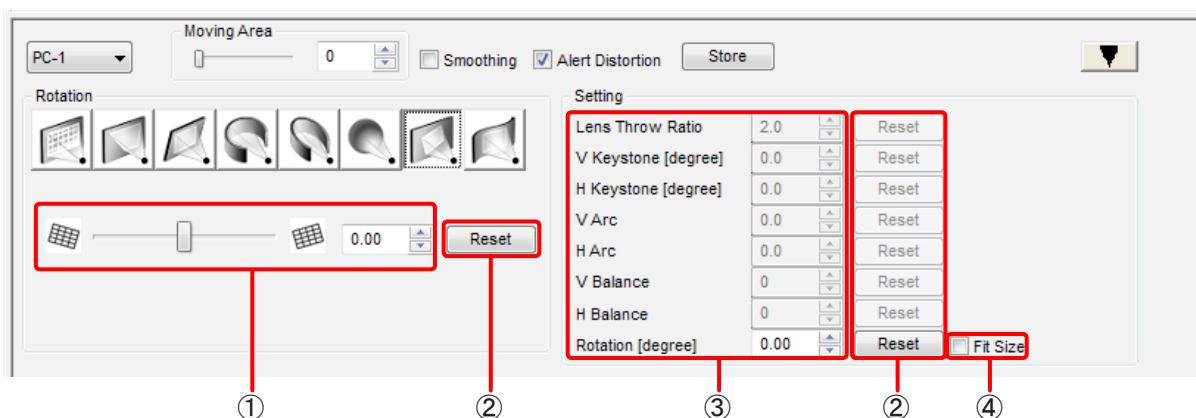 Moving Area
PC-1 0 Smoothing Alert Distortion Store
Rotation
0.00 Reset
Setting
Lens Throw Ratio 2.0 Reset
V Keystone [degree] 0.0 Reset
H Keystone [degree] 0.0 Reset
V Arc 0.0 Reset
H Arc 0.0 Reset
V Balance 0 Reset
H Balance 0 Reset
Rotation [degree] 0.00 Reset Fit Size
① ② ③ ② ④